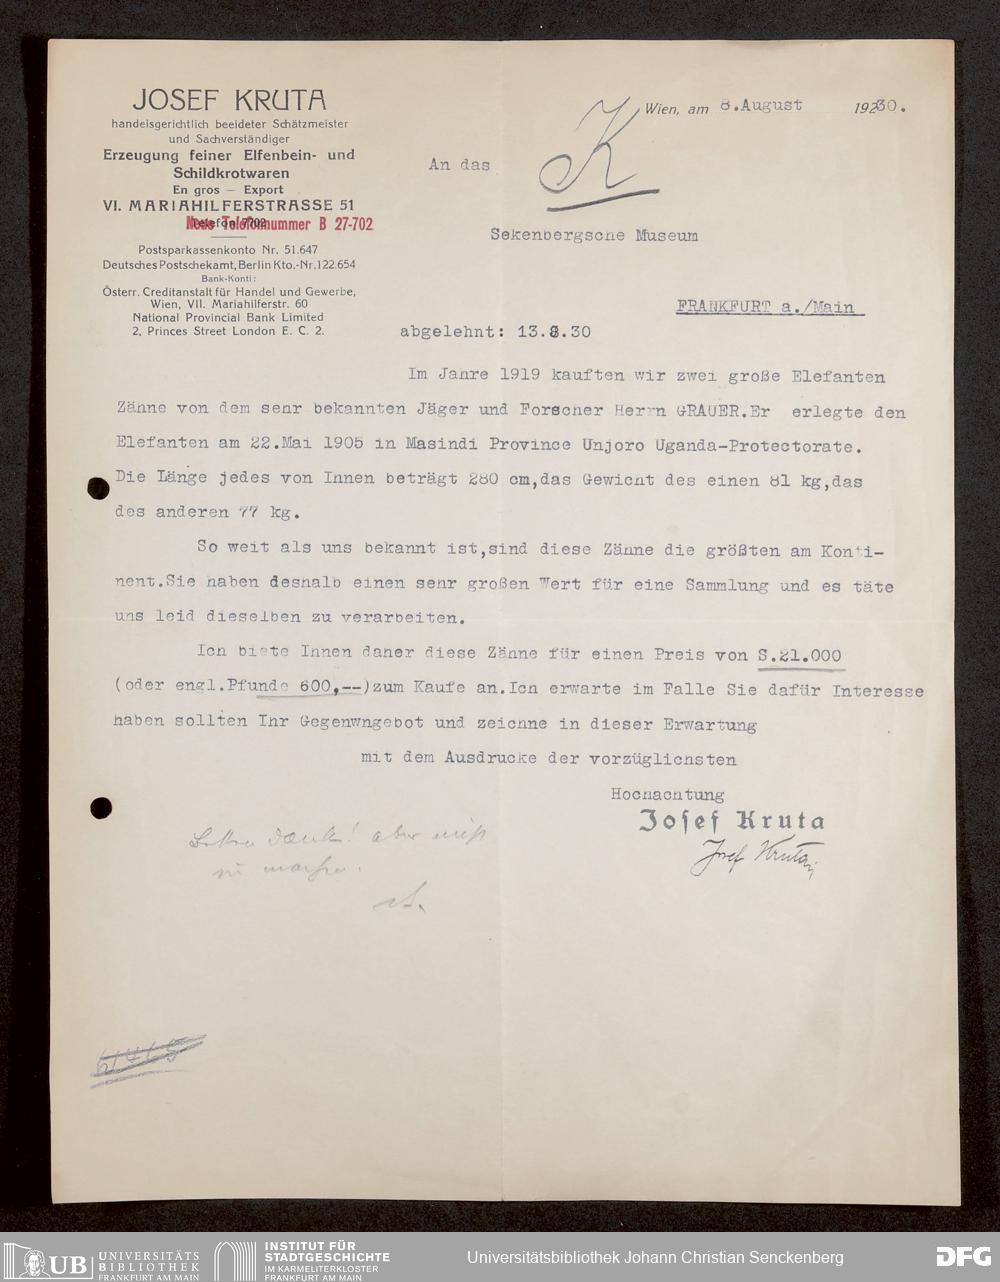 JOSEF KRUTA
handelsgerichtlich beeideter Schätzmeister
und Sachverständiger
Erzeugung feiner Elfenbein- und
Schildkrotwaren
En gros — Export
VI. MARIAHILFERSTRASSE 51
Telefon 7702
Neue Telefonnummer B 27-702
Postsparkassenkonto Nr. 51.647
Deutsches Postschekamt, Berlin Kto.-Nr. 122.654
Bank-Konti:
Österr. Creditanstalt für Handel und Gewerbe,
Wien, VII. Mariahilferstr. 60
National Provincial Bank Limited
2, Princes Street London E. C. 2.
Wien, am 8.August 1930.
K
An das
Sekenbergsche Museum
FRANKFURT a./Main
abgelehnt: 13.8.30
Im Jahre 1919 kauften wir zwei große Elefanten
Zähne von dem sehr bekannten Jäger und Forscher Herrn GRAUER.Er erlegte den
Elefanten am 22.Mai 1905 in Masindi Province Unjoro Uganda-Protectorate.
Die Länge jedes von Ihnen beträgt 280 cm,das Gewicht des einen 81 kg,das
des anderen 77 kg.
So weit als uns bekannt ist,sind diese Zähne die größten am Konti-
nent.Sie haben deshalb einen sehr großen Wert für eine Sammlung und es täte
uns leid dieselben zu verarbeiten.
Ich biete Ihnen daher diese Zähne für einen Preis von S.21.000
(oder engl.Pfunde 600,--)zum Kaufe an.Ich erwarte im Falle Sie dafür Interesse
haben sollten Ihr Gegenwngebot und zeichne in dieser Erwartung
mit dem Ausdrucke der vorzüglichsten
Hochachtung
Josef Kruta
Josef Kruta
dank! aber nicht
zu machen.
UB UNIVERSITÄTS
BIBLIOTHEK
FRANKFURT AM MAIN
INSTITUT FÜR
STADTGESCHICHTE
IM KARMELITERKLOSTER
FRANKFURT AM MAIN
Universitätsbibliothek Johann Christian Senckenberg
DFG